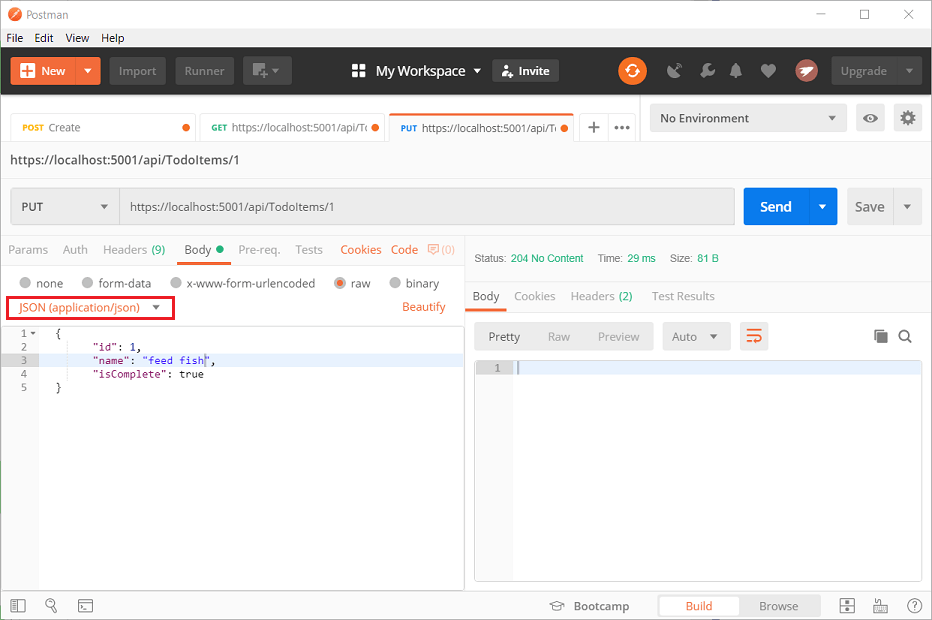 Postman
File Edit View Help
New Import Runner My Workspace Invite Upgrade
POST Create GET https://localhost:5001/api/T PUT https://localhost:5001/api/T No Environment
https://localhost:5001/api/TodoItems/1
PUT https://localhost:5001/api/TodoItems/1 Send Save
Params Auth Headers (9) Body Pre-req. Tests Cookies Code (0)
Status: 204 No Content Time: 29 ms Size: 81 B
none form-data x-www-form-urlencoded raw binary
Body Cookies Headers (2) Test Results
JSON (application/json) Beautify
Pretty Raw Preview Auto
1 {
2 "id": 1,
3 "name": "feed fish",
4 "isComplete": true
5 }
1
Bootcamp Build Browse